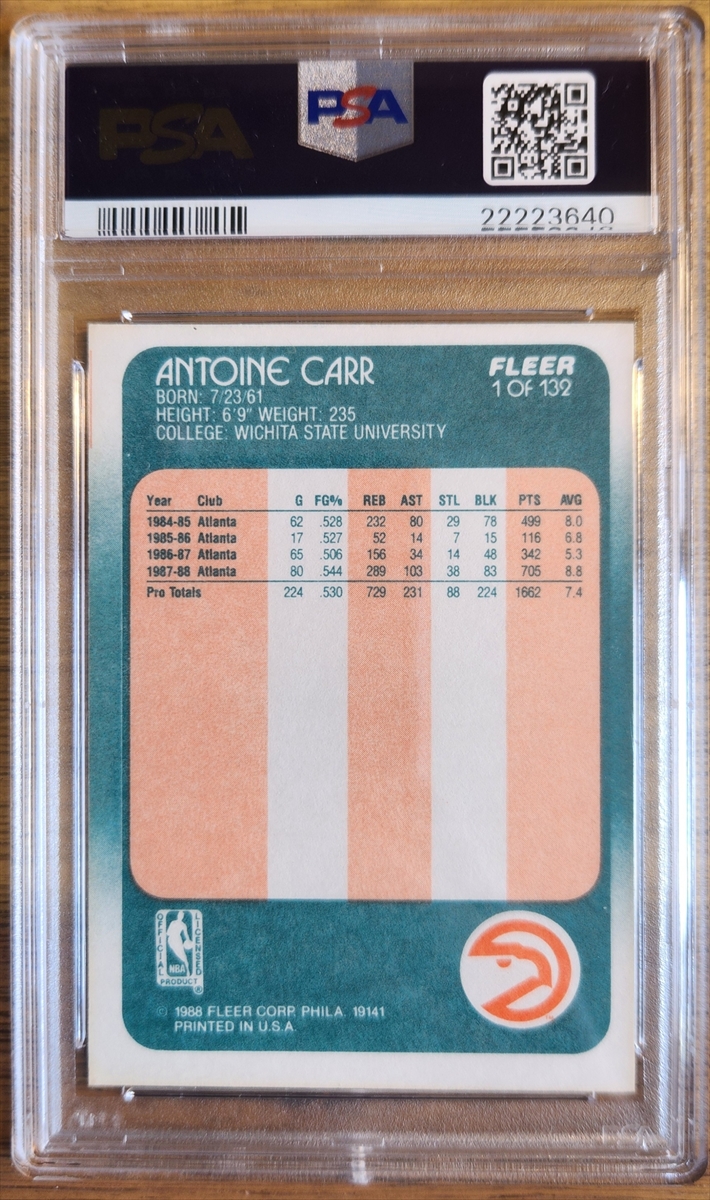 PSA
PSA
22223640
ANTOINE CARR
FLEER
BORN: 7/23/61
1 OF 132
HEIGHT: 6'9" WEIGHT: 235
COLLEGE: WICHITA STATE UNIVERSITY
Year Club G FG% REB AST STL BLK PTS AVG
1984-85 Atlanta 62 .528 232 80 29 78 499 8.0
1985-86 Atlanta 17 .527 52 14 7 15 116 6.8
1986-87 Atlanta 65 .506 156 34 14 48 342 5.3
1987-88 Atlanta 80 .544 289 103 38 83 705 8.8
Pro Totals 224 .530 729 231 88 224 1662 7.4
OFFICIAL
LICENSED
NBA
PRODUCT ®
© 1988 FLEER CORP. PHILA. 19141
PRINTED IN U.S.A.